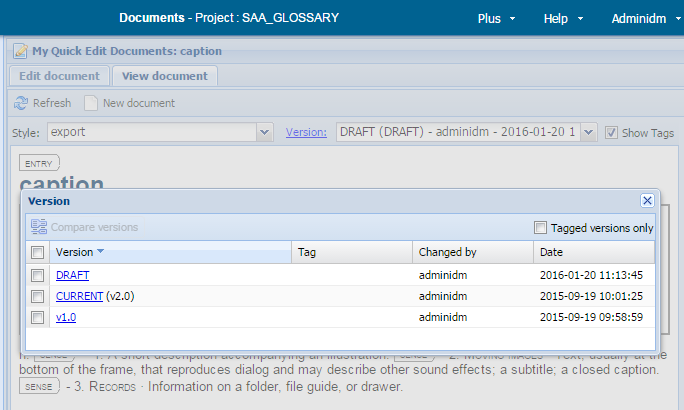 Documents - Project : SAA_GLOSSARY Plus Help Adminidm
My Quick Edit Documents: caption
Edit document View document
Refresh New document
Style: export Version: DRAFT (DRAFT) - adminidm - 2016-01-20 1 Show Tags
ENTRY
caption
Version
Compare versions Tagged versions only
Version Tag Changed by Date
DRAFT adminidm 2016-01-20 11:13:45
CURRENT (v2.0) adminidm 2015-09-19 10:01:25
v1.0 adminidm 2015-09-19 09:58:59
n. SENSE - 1. A short description accompanying an illustration. SENSE - 2. MOVING IMAGES · Text, usually at the
bottom of the frame, that reproduces dialog and may describe other sound effects; a subtitle; a closed caption.
SENSE - 3. RECORDS · Information on a folder, file guide, or drawer.